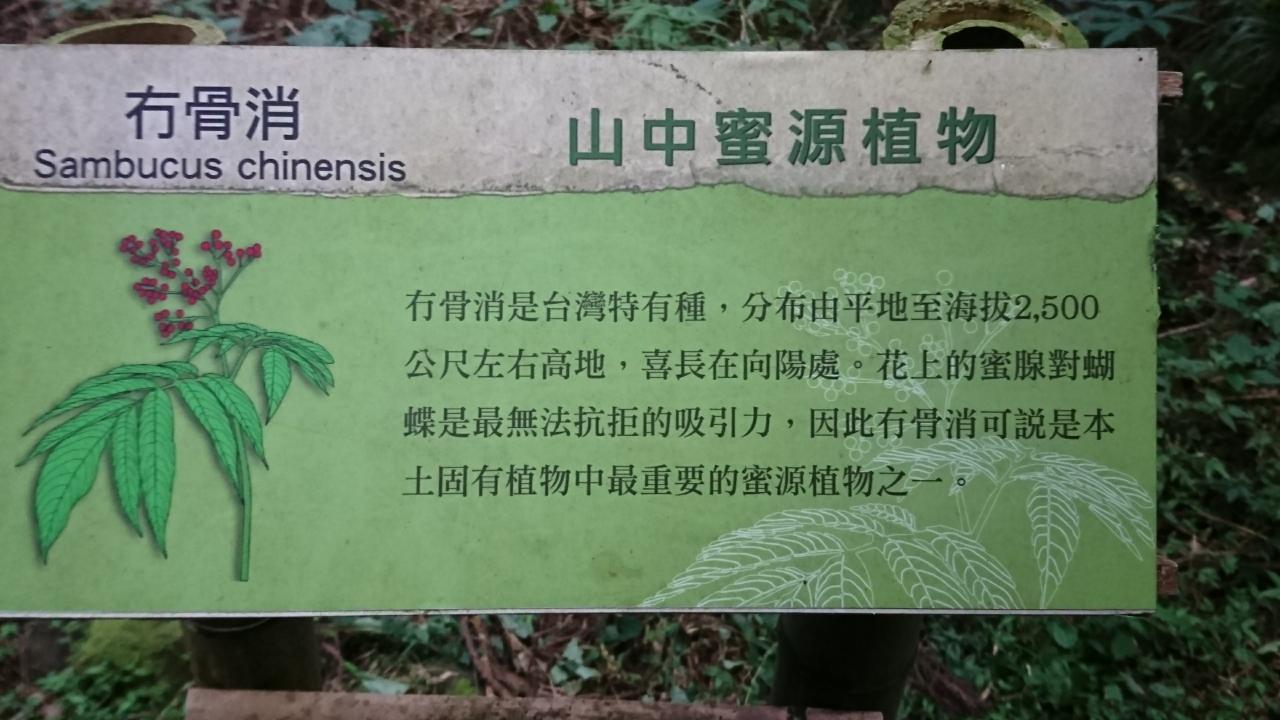 冇骨消
Sambucus chinensis
山中蜜源植物
冇骨消是台灣特有種，分布由平地至海拔2,500
公尺左右高地，喜長在向陽處。花上的蜜腺對蝴
蝶是最無法抗拒的吸引力，因此冇骨消可說是本
土固有植物中最重要的蜜源植物之一。